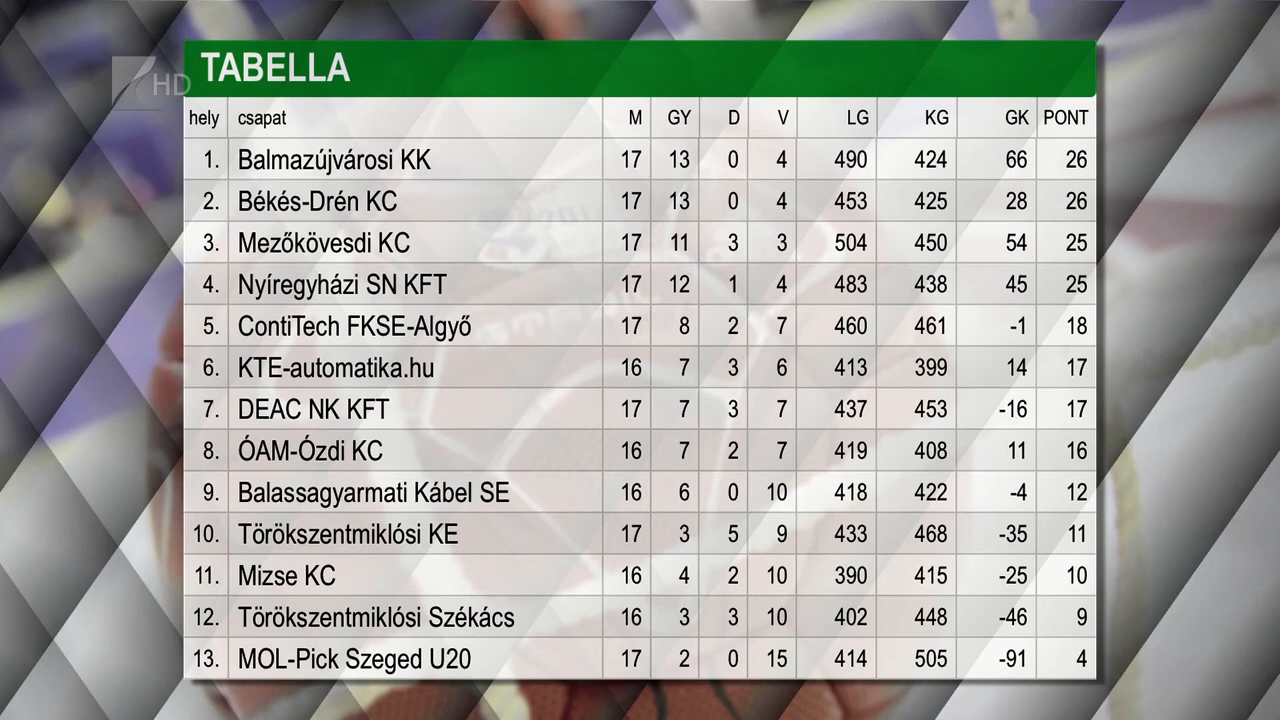 TABELLA
HD
hely csapat M GY D V LG KG GK PONT
1. Balmazújvárosi KK 17 13 0 4 490 424 66 26
2. Békés-Drén KC 17 13 0 4 453 425 28 26
3. Mezőkövesdi KC 17 11 3 3 504 450 54 25
4. Nyíregyházi SN KFT 17 12 1 4 483 438 45 25
5. ContiTech FKSE-Algyő 17 8 2 7 460 461 -1 18
6. KTE-automatika.hu 16 7 3 6 413 399 14 17
7. DEAC NK KFT 17 7 3 7 437 453 -16 17
8. ÓAM-Ózdi KC 16 7 2 7 419 408 11 16
9. Balassagyarmati Kábel SE 16 6 0 10 418 422 -4 12
10. Törökszentmiklósi KE 17 3 5 9 433 468 -35 11
11. Mizse KC 16 4 2 10 390 415 -25 10
12. Törökszentmiklósi Székács 16 3 3 10 402 448 -46 9
13. MOL-Pick Szeged U20 17 2 0 15 414 505 -91 4